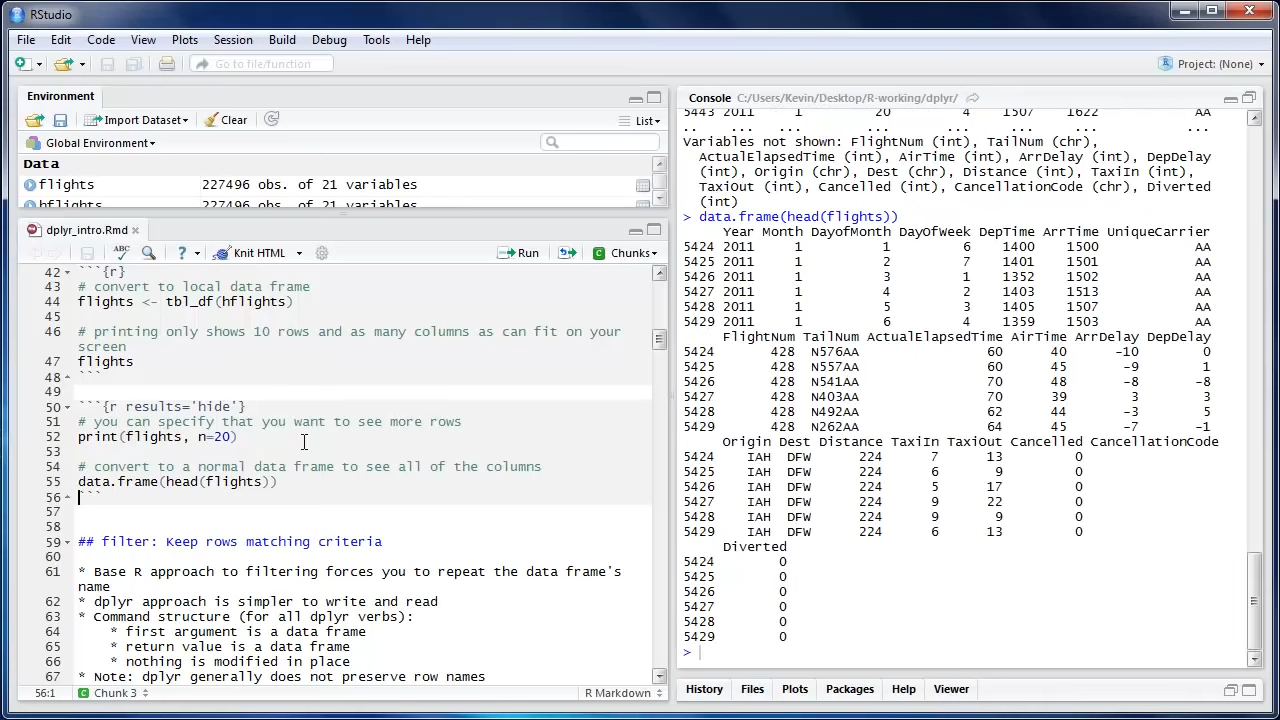 RStudio
File Edit Code View Plots Session Build Debug Tools Help
Go to file/function
Project: (None)
Environment
Import Dataset
Clear
List
Global Environment
Data
flights 227496 obs. of 21 variables
hflights 227496 obs. of 21 variables
dplyr_intro.Rmd
ABC
?
Knit HTML
Run
Chunks
42 ```{r}
43 # convert to local data frame
44 flights <- tbl_df(hflights)
45
46 # printing only shows 10 rows and as many columns as can fit on your
screen
47 flights
48 ```
49
50 ```{r results='hide'}
51 # you can specify that you want to see more rows
52 print(flights, n=20)
53
54 # convert to a normal data frame to see all of the columns
55 data.frame(head(flights))
56 ```
57
58
59 ## filter: Keep rows matching criteria
60
61 * Base R approach to filtering forces you to repeat the data frame's
name
62 * dplyr approach is simpler to write and read
63 * Command structure (for all dplyr verbs):
64 * first argument is a data frame
65 * return value is a data frame
66 * nothing is modified in place
67 * Note: dplyr generally does not preserve row names
56:1 Chunk 3 R Markdown
Console C:/Users/Kevin/Desktop/R-working/dplyr/
5443 2011 1 20 4 1507 1622 AA
.. ... ... ... ... ... ... ...
Variables not shown: FlightNum (int), TailNum (chr),
ActualElapsedTime (int), AirTime (int), ArrDelay (int), DepDelay
(int), Origin (chr), Dest (chr), Distance (int), TaxiIn (int),
TaxiOut (int), Cancelled (int), CancellationCode (chr), Diverted
(int)
> data.frame(head(flights))
Year Month DayofMonth DayOfWeek DepTime ArrTime UniqueCarrier
5424 2011 1 1 6 1400 1500 AA
5425 2011 1 2 7 1401 1501 AA
5426 2011 1 3 1 1352 1502 AA
5427 2011 1 4 2 1403 1513 AA
5428 2011 1 5 3 1405 1507 AA
5429 2011 1 6 4 1359 1503 AA
FlightNum TailNum ActualElapsedTime AirTime ArrDelay DepDelay
5424 428 N576AA 60 40 -10 0
5425 428 N557AA 60 45 -9 1
5426 428 N541AA 70 48 -8 -8
5427 428 N403AA 70 39 3 3
5428 428 N492AA 62 44 -3 5
5429 428 N262AA 64 45 -7 -1
Origin Dest Distance TaxiIn TaxiOut Cancelled CancellationCode
5424 IAH DFW 224 7 13 0
5425 IAH DFW 224 6 9 0
5426 IAH DFW 224 5 17 0
5427 IAH DFW 224 9 22 0
5428 IAH DFW 224 9 9 0
5429 IAH DFW 224 6 13 0
Diverted
5424 0
5425 0
5426 0
5427 0
5428 0
5429 0
>
History Files Plots Packages Help Viewer